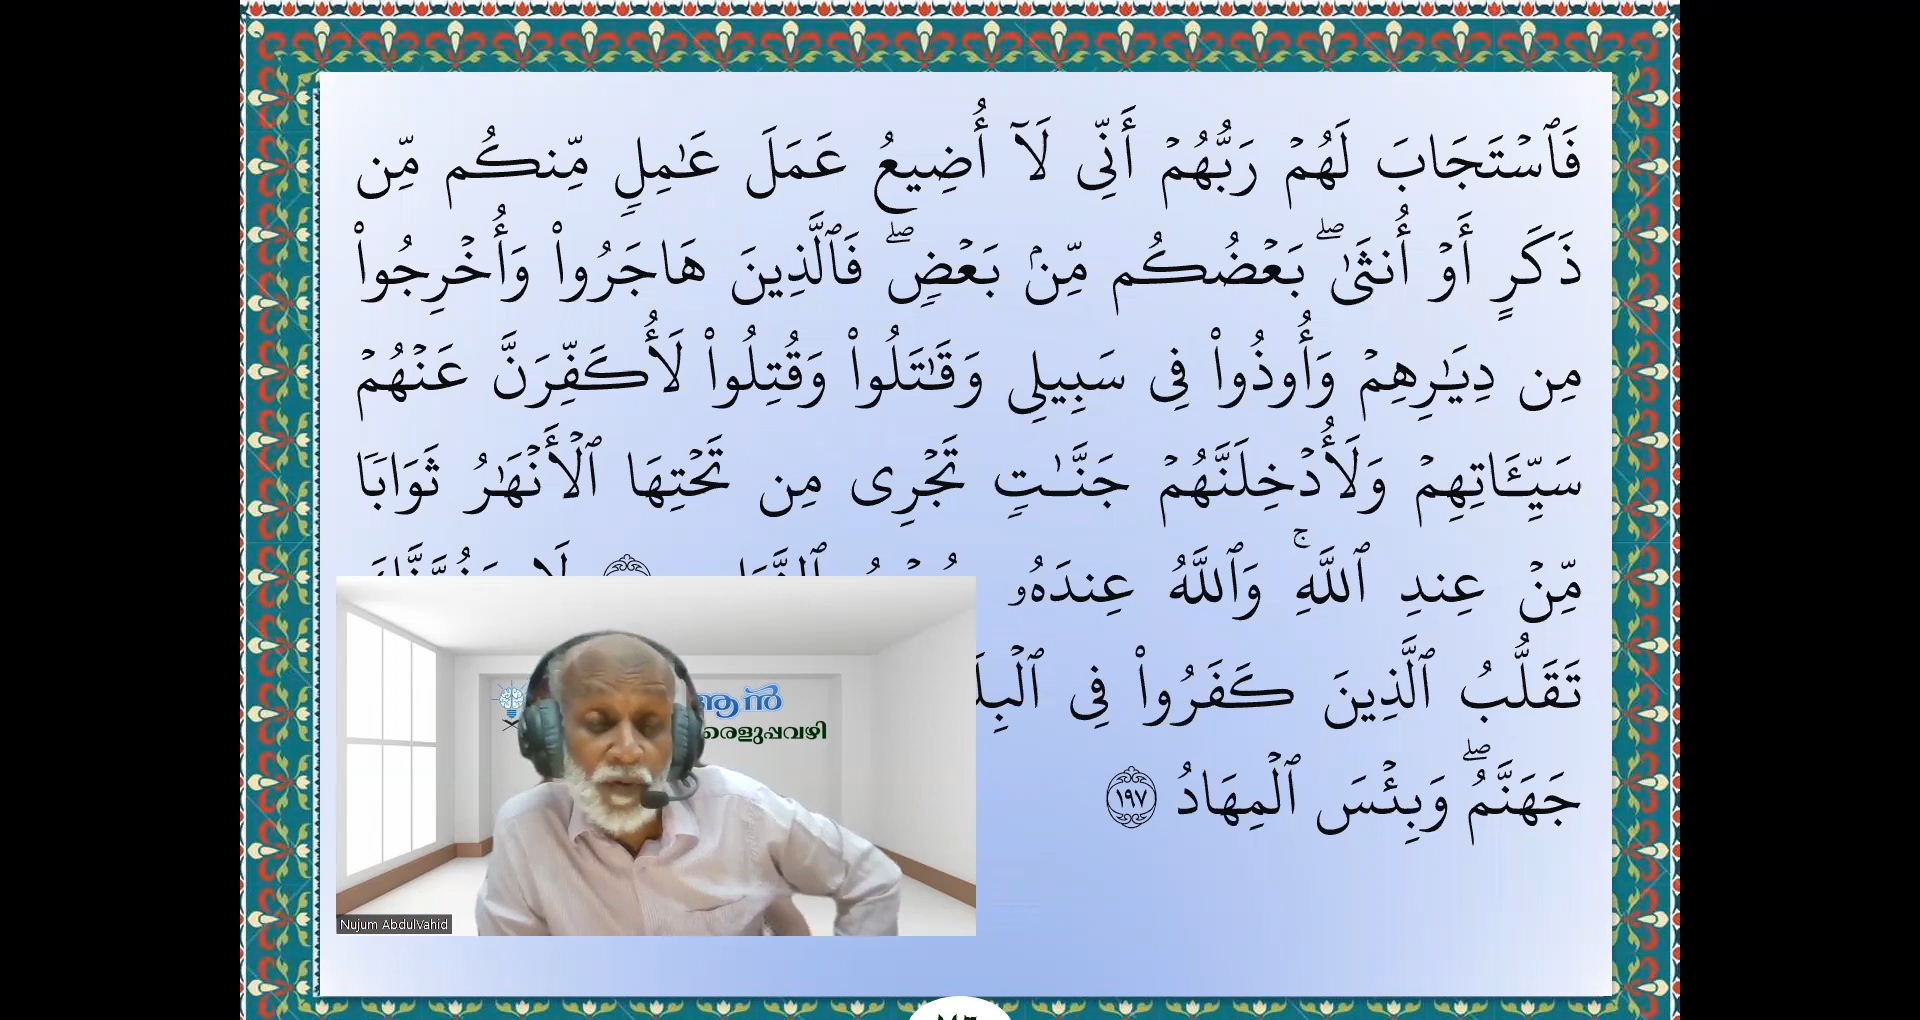 فَٱسۡتَجَابَ لَهُمۡ رَبُّهُمۡ أَنِّى لَآ أُضِيعُ عَمَلَ عَٰمِلٍ مِّنكُم مِّن
ذَكَرٍ أَوۡ أُنثَىٰۖ بَعۡضُكُم مِّنۢ بَعۡضٍۖ فَٱلَّذِينَ هَاجَرُواْ وَأُخۡرِجُواْ
مِن دِيَٰرِهِمۡ وَأُوذُواْ فِى سَبِيلِى وَقَٰتَلُواْ وَقُتِلُواْ لَأُكَفِّرَنَّ عَنۡهُمۡ
سَيِّـَٔاتِهِمۡ وَلَأُدۡخِلَنَّهُمۡ جَنَّٰتٍ تَجۡرِى مِن تَحۡتِهَا ٱلۡأَنۡهَٰرُ ثَوَابًا
مِّنۡ عِندِ ٱللَّهِۚ وَٱللَّهُ عِندَهُۥ
تَقَلُّبُ ٱلَّذِينَ كَفَرُواْ فِى
جَهَنَّمُۖ وَبِئۡسَ ٱلۡمِهَادُ ١٩٧
Nujum AbdulVahid